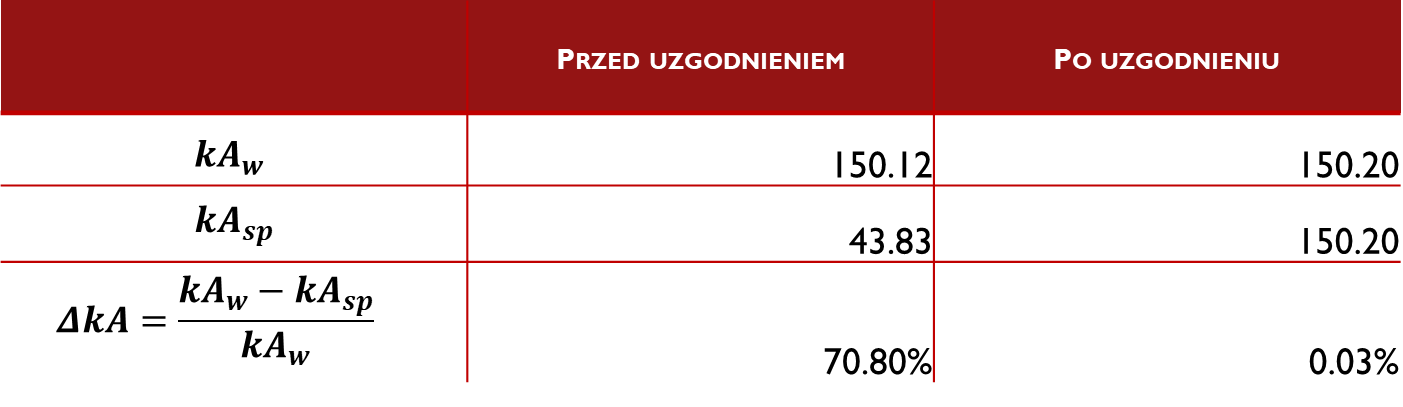 PRZED UZGODNIENIEM PO UZGODNIENIU
kA_w 150.12 150.20
kA_sp 43.83 150.20
ΔkA = (kA_w − kA_sp) / kA_w 70.80% 0.03%